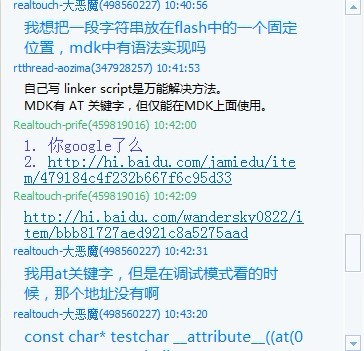 realtouch-大恶魔(498560227) 10:40:56
我想把一段字符串放在flash中的一个固定
位置，mdk中有语法实现吗
rtthread-aozima(347928257) 10:41:53
自己写 linker script是万能解决方法。
MDK有 AT 关键字，但仅能在MDK上面使用。
Realtouch-prife(459819016) 10:42:00
1. 你google了么
2. http://hi.baidu.com/jamiedu/ite
m/479184c4f232b667f6c95d33
Realtouch-prife(459819016) 10:42:09
http://hi.baidu.com/wandersky0822/i
tem/bbb81727aed921c8a5275aad
realtouch-大恶魔(498560227) 10:42:31
我用at关键字，但是在调试模式看的时
候，那个地址没有啊
realtouch-大恶魔(498560227) 10:43:20
const char* testchar __attribute__((at(0